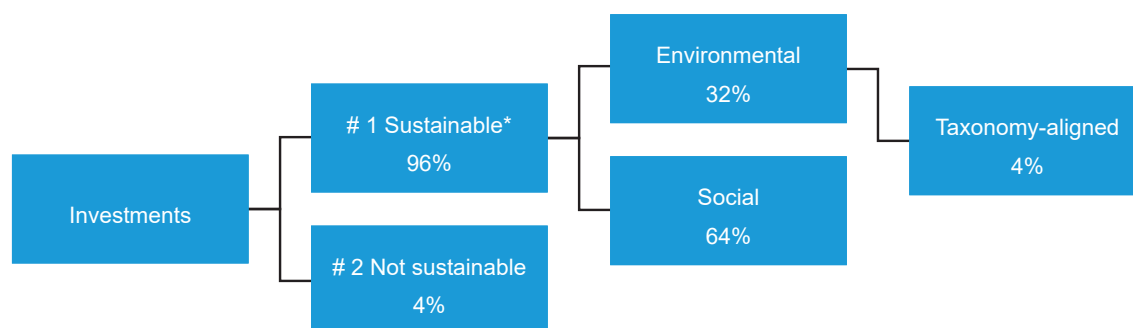 Investments
# 1 Sustainable*
96%
# 2 Not sustainable
4%
Environmental
32%
Social
64%
Taxonomy-aligned
4%